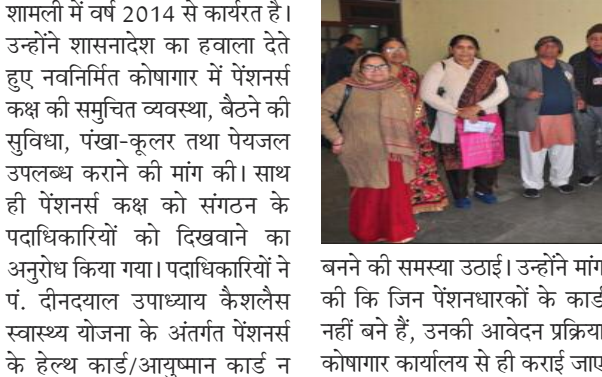 शामली में वर्ष 2014 से कार्यरत है।
उन्होंने शासनादेश का हवाला देते
हुए नवनिर्मित कोषागार में पेंशनर्स
कक्ष की समुचित व्यवस्था, बैठने की
सुविधा, पंखा-कूलर तथा पेयजल
उपलब्ध कराने की मांग की। साथ
ही पेंशनर्स कक्ष को संगठन के
पदाधिकारियों को दिखवाने का
अनुरोध किया गया। पदाधिकारियों ने
पं. दीनदयाल उपाध्याय कैशलैस
स्वास्थ्य योजना के अंतर्गत पेंशनर्स
के हेल्थ कार्ड/आयुष्मान कार्ड न
बनने की समस्या उठाई। उन्होंने मांग
की कि जिन पेंशनधारकों के कार्ड
नहीं बने हैं, उनकी आवेदन प्रक्रिया
कोषागार कार्यालय से ही कराई जाए